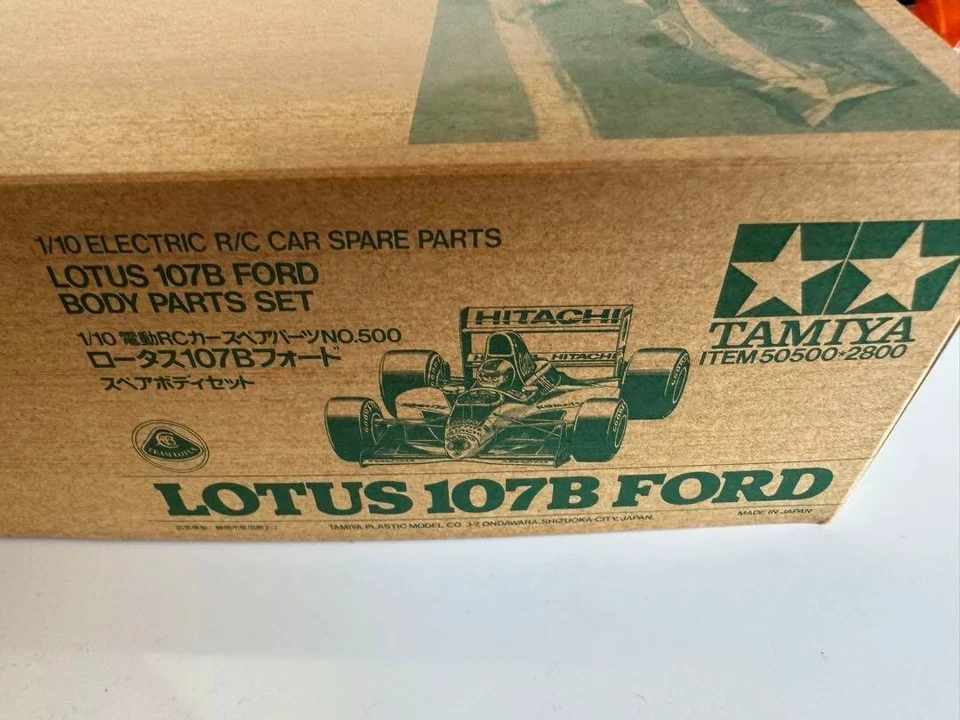 1/10 ELECTRIC R/C CAR SPARE PARTS
LOTUS 107B FORD
BODY PARTS SET
1/10 電動RCカースペアパーツNO.500
ロータス107Bフォード
スペアボディセット
TAMIYA
ITEM 50500★2800
HITACHI
HITACHI
TEAM LOTUS
LOTUS 107B FORD
TAMIYA PLASTIC MODEL CO. 3-7, ONDAWARA, SHIZUOKA-CITY, JAPAN.
MADE IN JAPAN